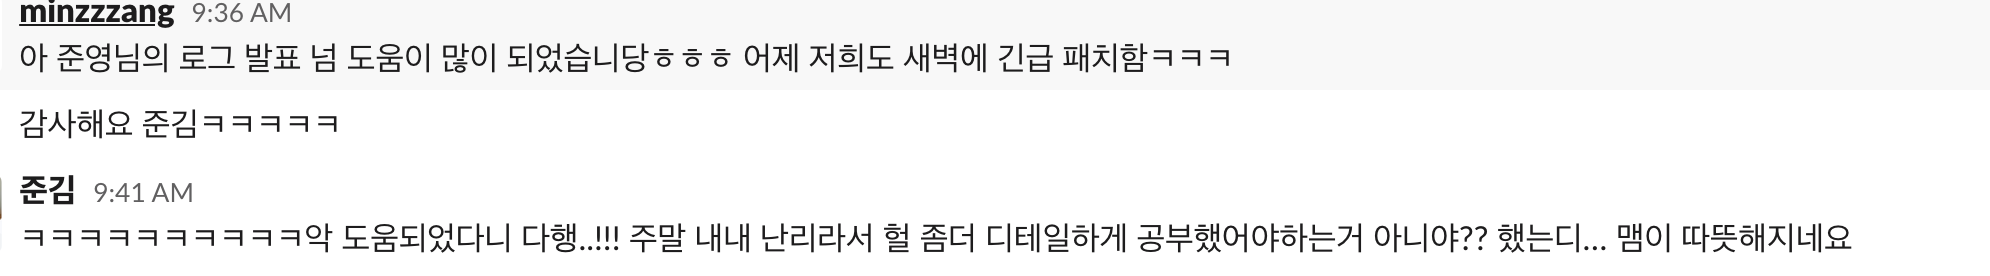 minzzzang 9:36 AM
아 준영님의 로그 발표 넘 도움이 많이 되었습니당ㅎㅎㅎ 어제 저희도 새벽에 긴급 패치함ㅋㅋㅋ
감사해요 준김ㅋㅋㅋㅋㅋ
준김 9:41 AM
ㅋㅋㅋㅋㅋㅋㅋㅋㅋㅋ악 도움되었다니 다행..!!! 주말 내내 난리라서 헐 좀더 디테일하게 공부했어야하는거 아니야?? 했는디... 맴이 따뜻해지네요